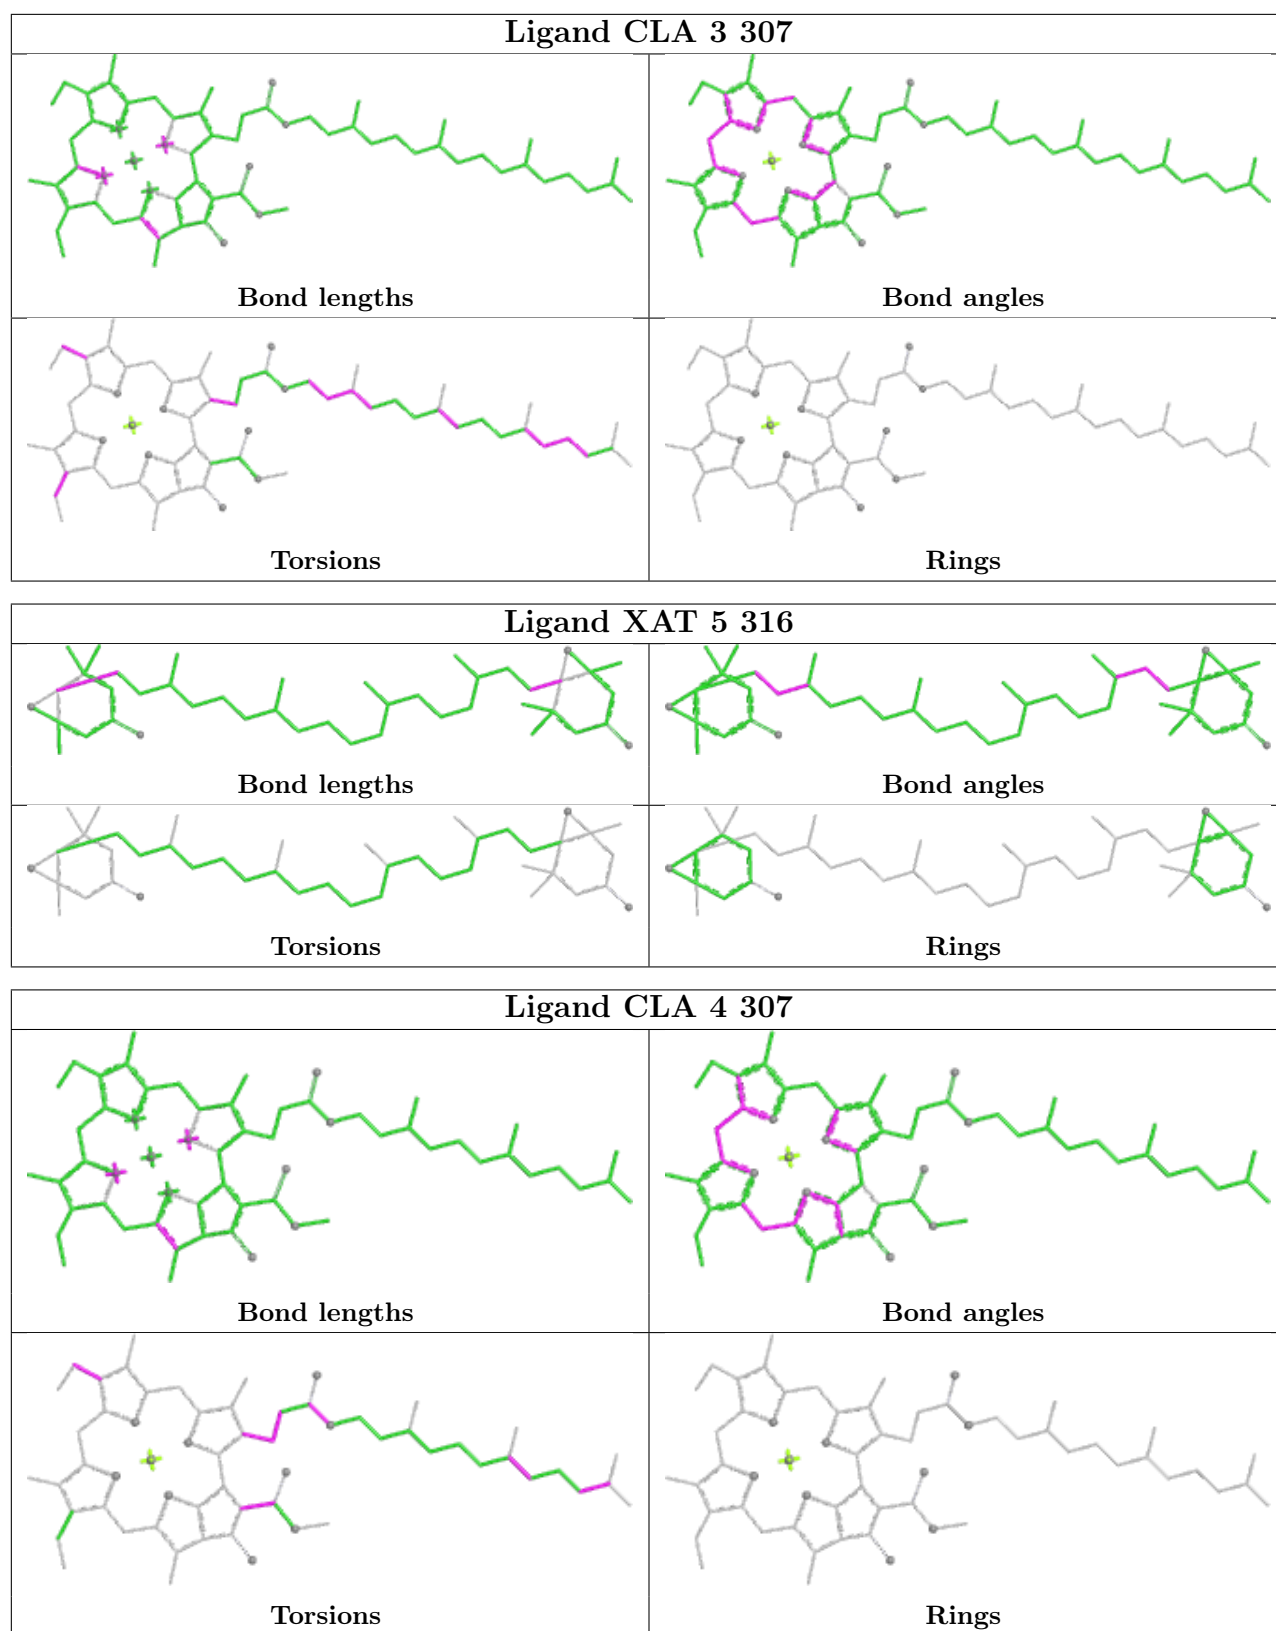 Ligand CLA 3 307
Bond lengths
Bond angles
Torsions
Rings
Ligand XAT 5 316
Bond lengths
Bond angles
Torsions
Rings
Ligand CLA 4 307
Bond lengths
Bond angles
Torsions
Rings